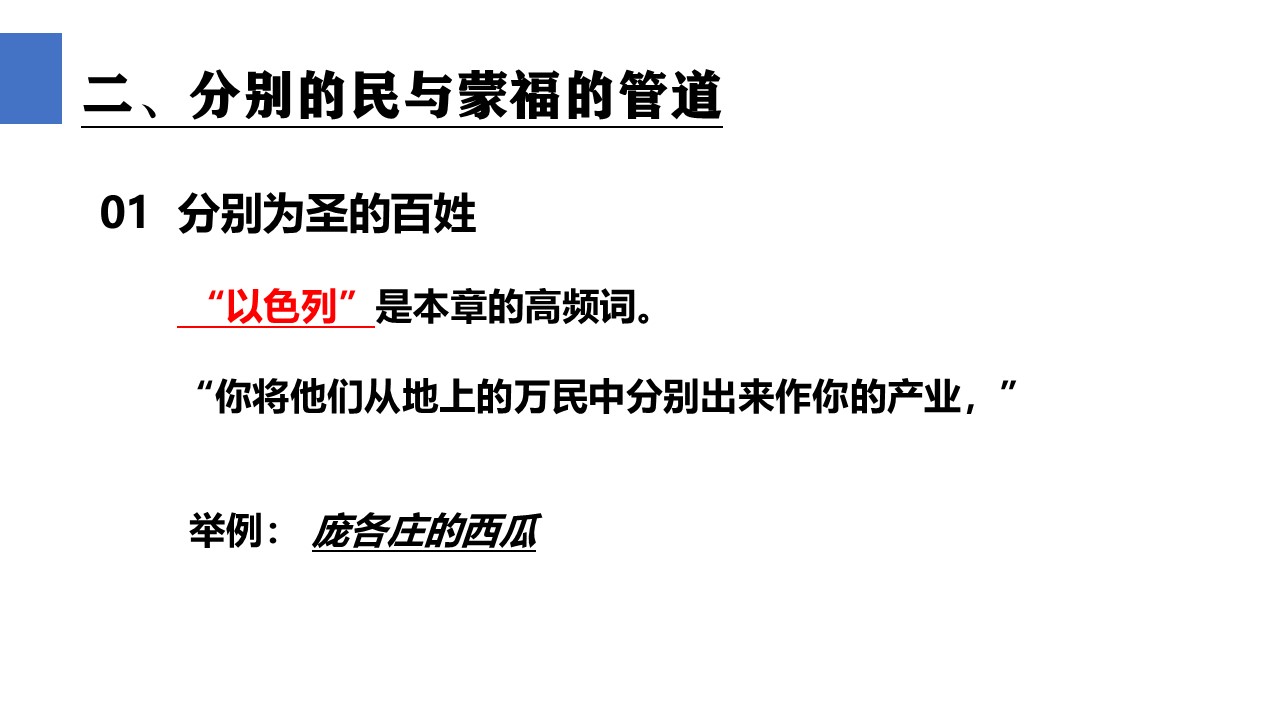 二、分别的民与蒙福的管道
01 分别为圣的百姓
“以色列”是本章的高频词。
“你将他们从地上的万民中分别出来作你的产业，”
举例： 庞各庄的西瓜